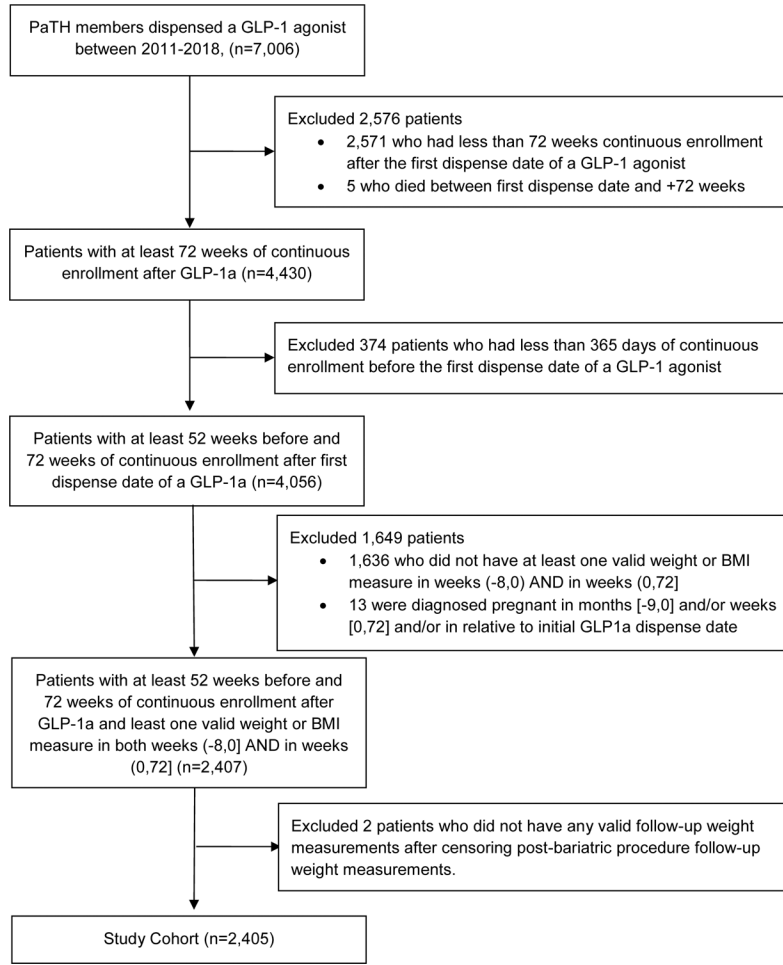 PaTH members dispensed a GLP-1 agonist
between 2011-2018, (n=7,006)
Excluded 2,576 patients
• 2,571 who had less than 72 weeks continuous enrollment
after the first dispense date of a GLP-1 agonist
• 5 who died between first dispense date and +72 weeks
Patients with at least 72 weeks of continuous
enrollment after GLP-1a (n=4,430)
Excluded 374 patients who had less than 365 days of continuous
enrollment before the first dispense date of a GLP-1 agonist
Patients with at least 52 weeks before and
72 weeks of continuous enrollment after first
dispense date of a GLP-1a (n=4,056)
Excluded 1,649 patients
• 1,636 who did not have at least one valid weight or BMI
measure in weeks (-8,0) AND in weeks (0,72]
• 13 were diagnosed pregnant in months [-9,0] and/or weeks
[0,72] and/or in relative to initial GLP1a dispense date
Patients with at least 52 weeks before and
72 weeks of continuous enrollment after
GLP-1a and least one valid weight or BMI
measure in both weeks (-8,0] AND in weeks
(0,72] (n=2,407)
Excluded 2 patients who did not have any valid follow-up weight
measurements after censoring post-bariatric procedure follow-up
weight measurements.
Study Cohort (n=2,405)